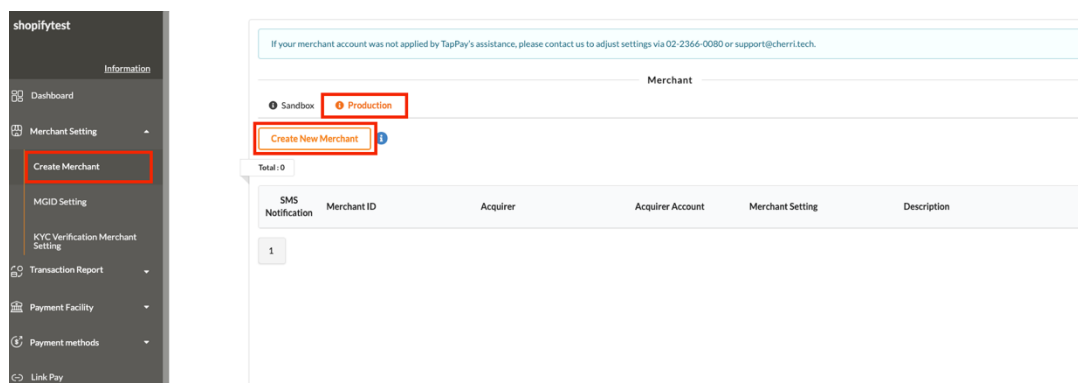 shopifytest
Information
Dashboard
Merchant Setting
Create Merchant
MGID Setting
KYC Verification Merchant
Setting
Transaction Report
Payment Facility
Payment methods
Link Pay
If your merchant account was not applied by TapPay's assistance, please contact us to adjust settings via 02-2366-0080 or support@cherri.tech.
Merchant
Sandbox Production
Create New Merchant
Total : 0
SMS
Notification Merchant ID Acquirer Acquirer Account Merchant Setting Description
1